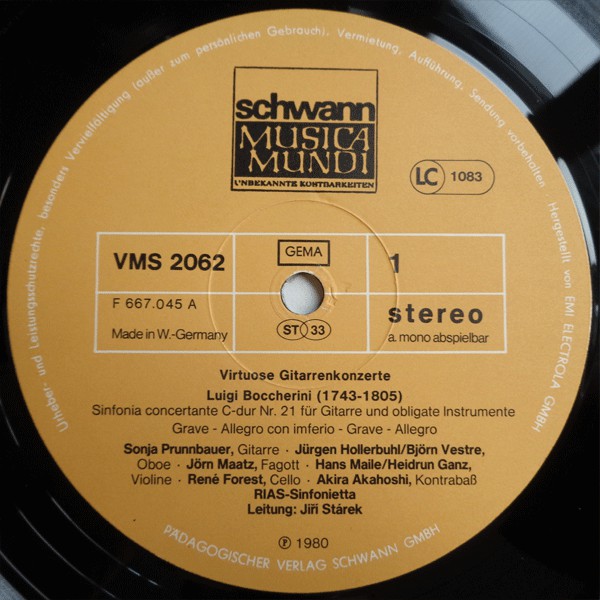 schwann
MUSICA
MUNDI
UNBEKANNTE KOSTBARKEITEN
LC 1083
VMS 2062
GEMA
1
F 667.045 A
Made in W.-Germany
ST 33
stereo
a. mono abspielbar
Virtuose Gitarrenkonzerte
Luigi Boccherini (1743-1805)
Sinfonia concertante C-dur Nr. 21 für Gitarre und obligate Instrumente
Grave - Allegro con imferio - Grave - Allegro
Sonja Prunnbauer, Gitarre · Jürgen Hollerbuhl/Björn Vestre,
Oboe · Jörn Maatz, Fagott · Hans Maile/Heidrun Ganz,
Violine · René Forest, Cello · Akira Akahoshi, Kontrabaß
RIAS-Sinfonietta
Leitung: Jiří Stárek
Ⓟ 1980
PÄDAGOGISCHER VERLAG SCHWANN GMBH
Urheber- und Leistungsschutzrechte, besonders Vervielfältigung (außer zum persönlichen Gebrauch), Vermietung, Aufführung, Sendung vorbehalten · Hergestellt von EMI ELECTROLA GMBH